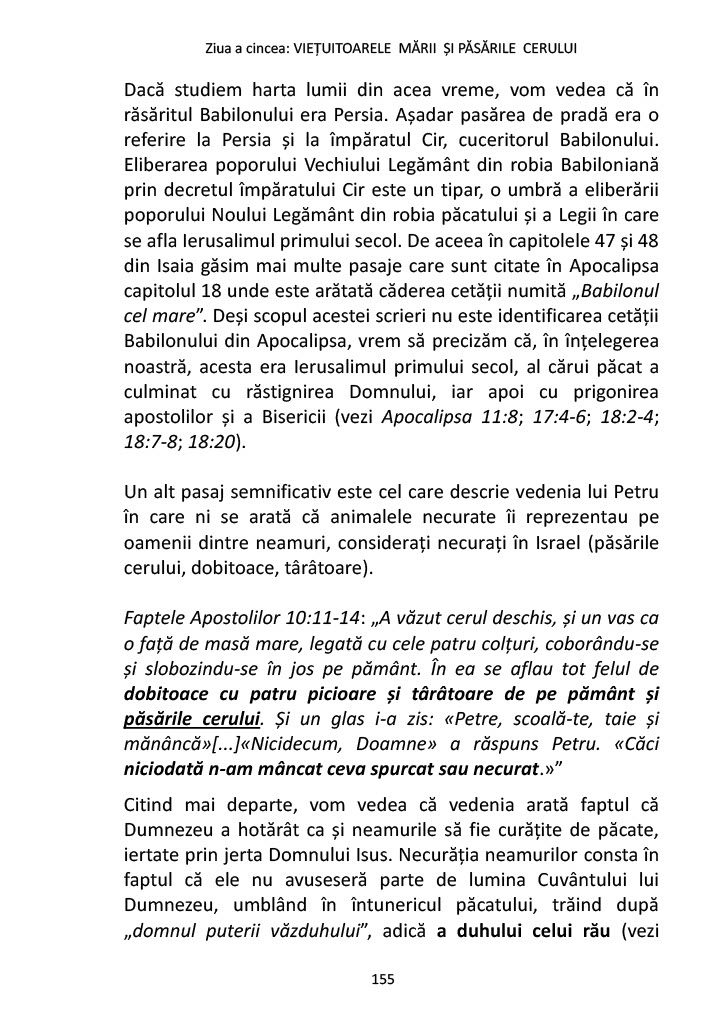 Ziua a cincea: VIEȚUITOARELE MĂRII ȘI PĂSĂRILE CERULUI
Dacă studiem harta lumii din acea vreme, vom vedea că în
răsăritul Babilonului era Persia. Așadar pasărea de pradă era o
referire la Persia și la împăratul Cir, cuceritorul Babilonului.
Eliberarea poporului Vechiului Legământ din robia Babiloniană
prin decretul împăratului Cir este un tipar, o umbră a eliberării
poporului Noului Legământ din robia păcatului și a Legii în care
se afla Ierusalimul primului secol. De aceea în capitolele 47 și 48
din Isaia găsim mai multe pasaje care sunt citate în Apocalipsa
capitolul 18 unde este arătată căderea cetății numită „Babilonul
cel mare”. Deși scopul acestei scrieri nu este identificarea cetății
Babilonului din Apocalipsa, vrem să precizăm că, în înțelegerea
noastră, acesta era Ierusalimul primului secol, al cărui păcat a
culminat cu răstignirea Domnului, iar apoi cu prigonirea
apostolilor și a Bisericii (vezi Apocalipsa 11:8; 17:4-6; 18:2-4;
18:7-8; 18:20).
Un alt pasaj semnificativ este cel care descrie vedenia lui Petru
în care ni se arată că animalele necurate îi reprezentau pe
oamenii dintre neamuri, considerați necurați în Israel (păsările
cerului, dobitoace, târâtoare).
Faptele Apostolilor 10:11-14: „A văzut cerul deschis, și un vas ca
o față de masă mare, legată cu cele patru colțuri, coborându-se
și slobozindu-se în jos pe pământ. În ea se aflau tot felul de
dobitoace cu patru picioare și târâtoare de pe pământ și
păsările cerului. Și un glas i-a zis: «Petre, scoală-te, taie și
mănâncă»[...]«Nicidecum, Doamne» a răspuns Petru. «Căci
niciodată n-am mâncat ceva spurcat sau necurat.»”
Citind mai departe, vom vedea că vedenia arată faptul că
Dumnezeu a hotărât ca și neamurile să fie curățite de păcate,
iertate prin jerta Domnului Isus. Necurăția neamurilor consta în
faptul că ele nu avuseseră parte de lumina Cuvântului lui
Dumnezeu, umblând în întunericul păcatului, trăind după
„domnul puterii văzduhului”, adică a duhului celui rău (vezi
155